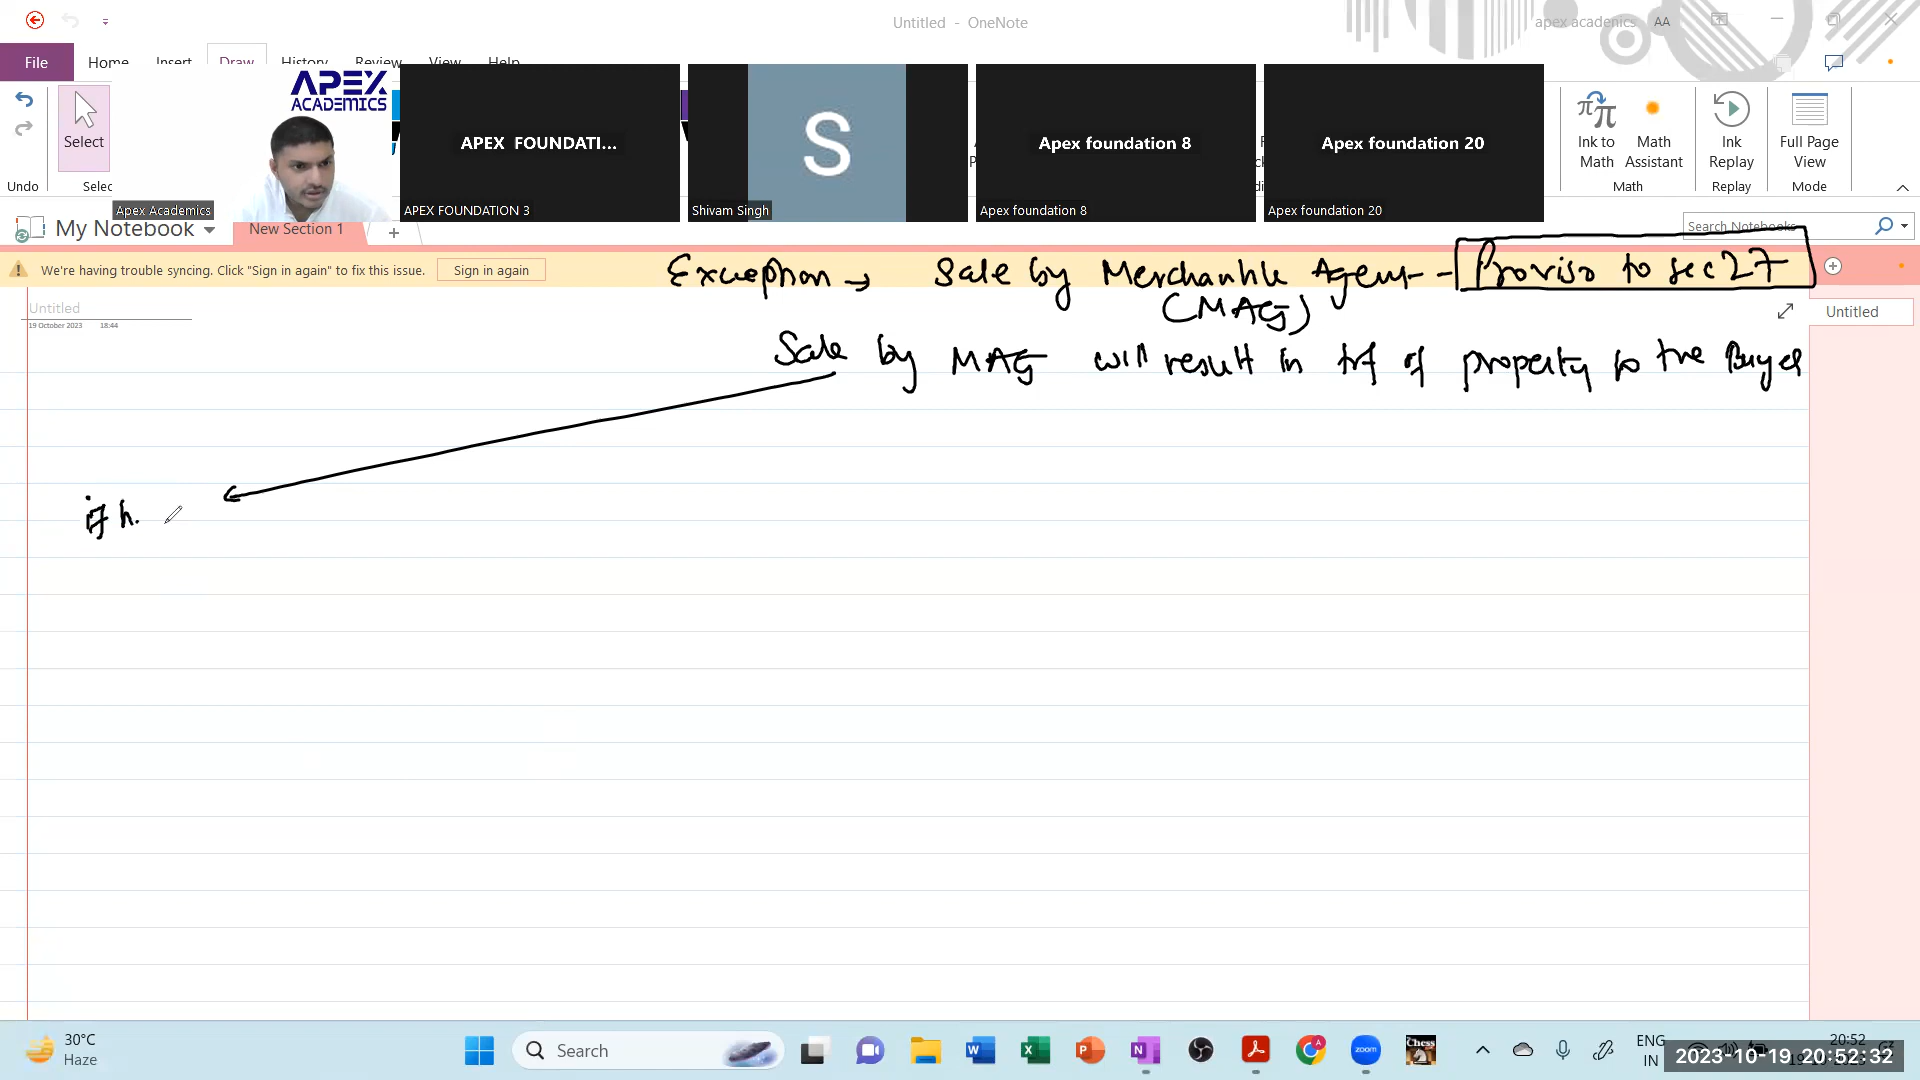 Untitled - OneNote
apex acadenics AA
File Home Insert Draw History Review View Help
APEX
ACADEMICS
APEX FOUNDATI...
S
Apex foundation 8
Apex foundation 20
Select
Ink to
Math
Math
Assistant
Ink
Replay
Full Page
View
Undo
Selec
Math
Replay
Mode
Apex Academics
APEX FOUNDATION 3
Shivam Singh
Apex foundation 8
Apex foundation 20
My Notebook
New Section 1
Search Notebooks
We're having trouble syncing. Click "Sign in again" to fix this issue.
Sign in again
Exception → Sale by Merchantile Agent - Proviso to sec 27
(MAG)
Untitled
Untitled
19 October 2023 18:44
Sale by MAG will result in trf of property to the Buyer
if h.
30°C
Haze
Search
zoom
Chess
ENG
IN
20:52
2023-10-19 20:52:32